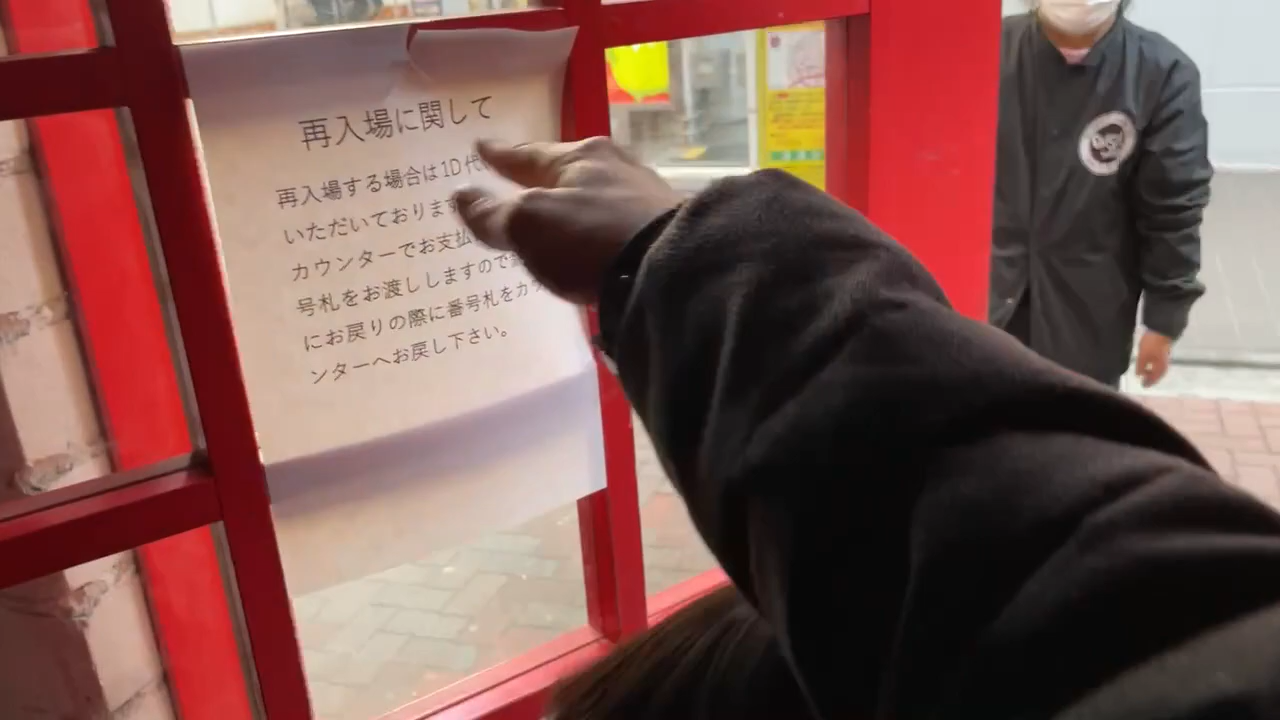 再入場に関して
再入場する場合は1D代
いただいております
カウンターでお支払
号札をお渡ししますので
にお戻りの際に番号札をカウ
ンターへお戻し下さい。